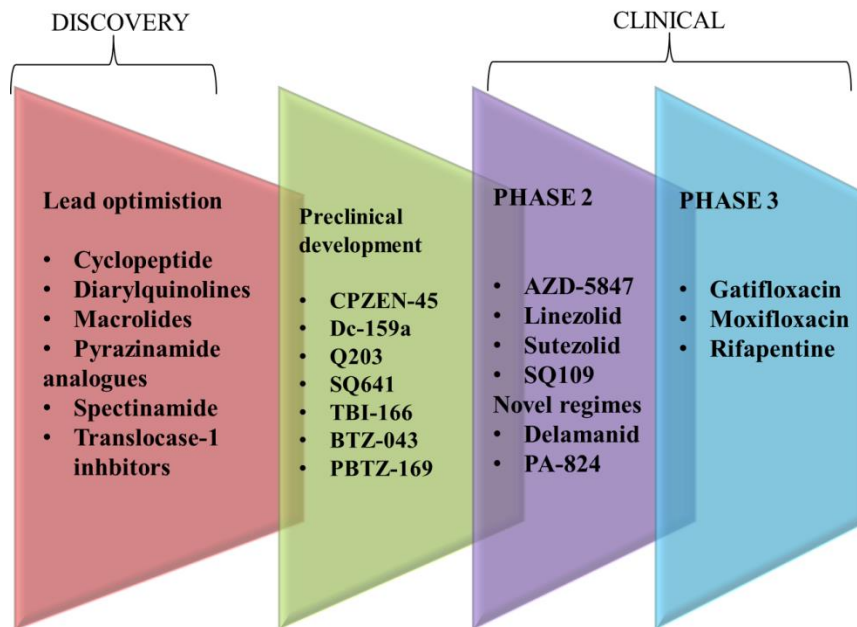 DISCOVERY
CLINICAL
Lead optimistion
• Cyclopeptide
• Diarylquinolines
• Macrolides
• Pyrazinamide
analogues
• Spectinamide
• Translocase-1
inhbitors
Preclinical
development
• CPZEN-45
• Dc-159a
• Q203
• SQ641
• TBI-166
• BTZ-043
• PBTZ-169
PHASE 2
• AZD-5847
• Linezolid
• Sutezolid
• SQ109
Novel regimes
• Delamanid
• PA-824
PHASE 3
• Gatifloxacin
• Moxifloxacin
• Rifapentine